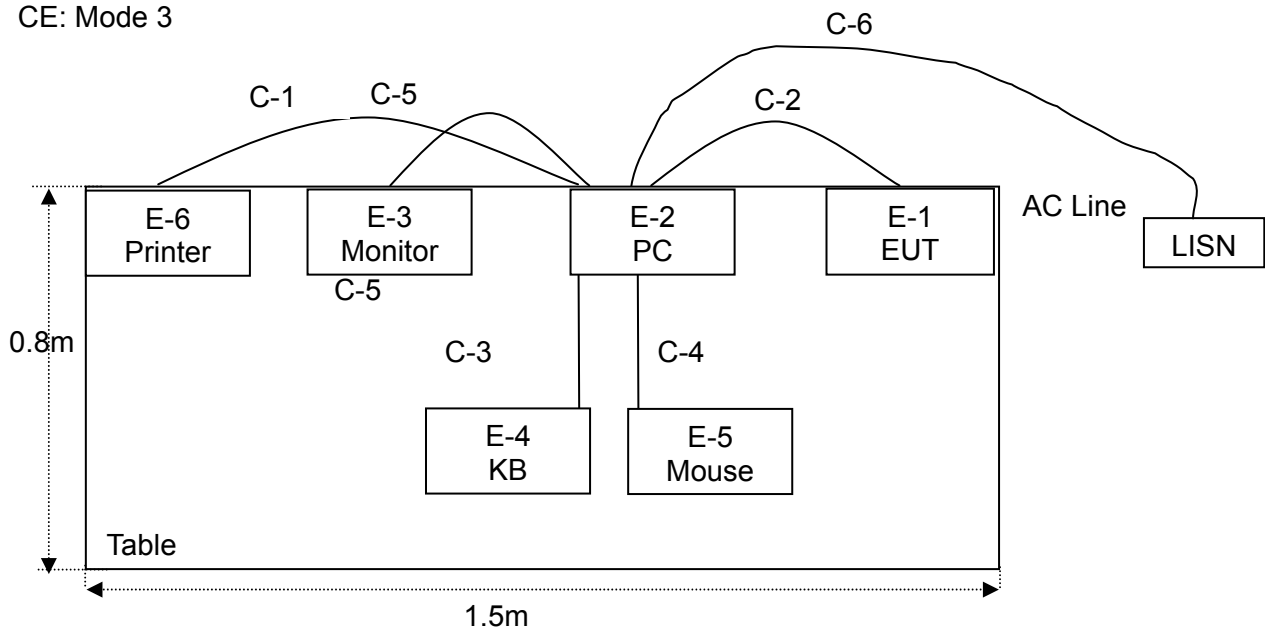 CE: Mode 3
C-6
C-1
C-5
C-2
E-6
Printer
E-3
Monitor
E-2
PC
E-1
EUT
AC Line
LISN
C-5
0.8m
C-3
C-4
E-4
KB
E-5
Mouse
Table
1.5m